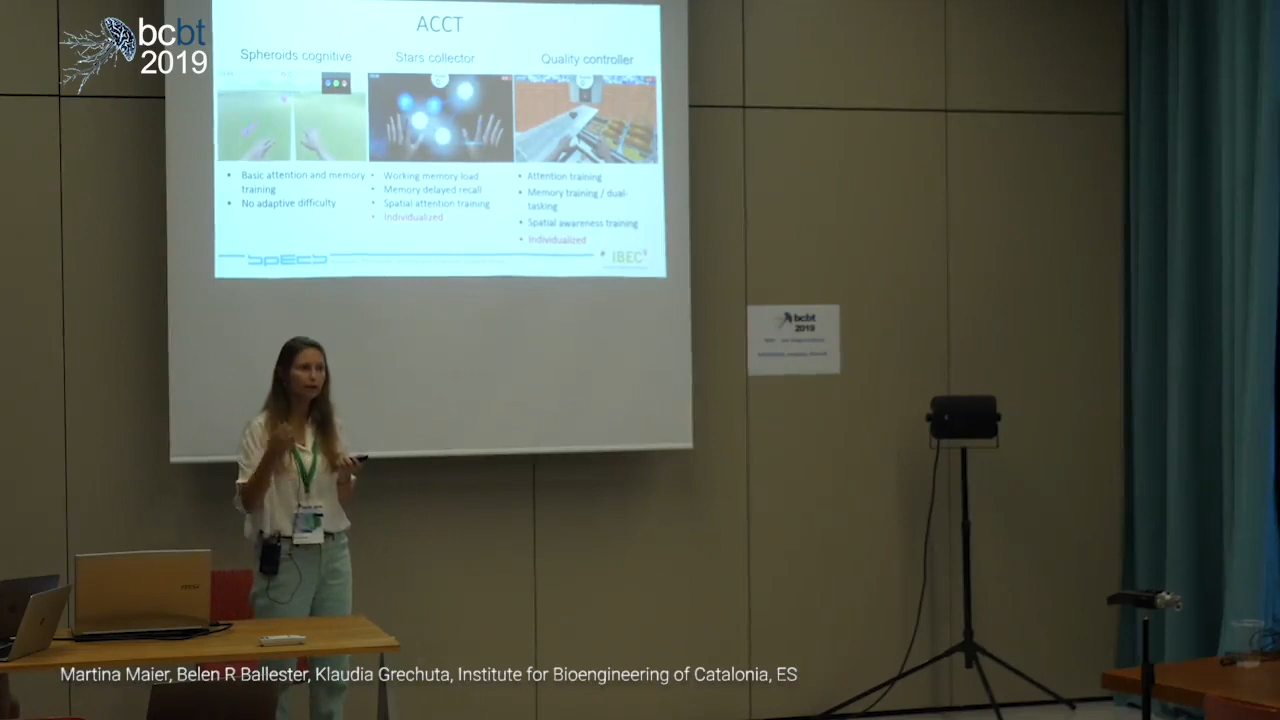 bcbt
2019
ACCT
Spheroids cognitive
Stars collector
Quality controller
• Basic attention and memory
training
• No adaptive difficulty
• Working memory load
• Memory delayed recall
• Spatial attention training
• Individualized
• Attention training
• Memory training / dual-
tasking
• Spatial awareness training
• Individualized
SPECS
IBEC
bcbt
2019
msi
Martina Maier, Belen R Ballester, Klaudia Grechuta, Institute for Bioengineering of Catalonia, ES